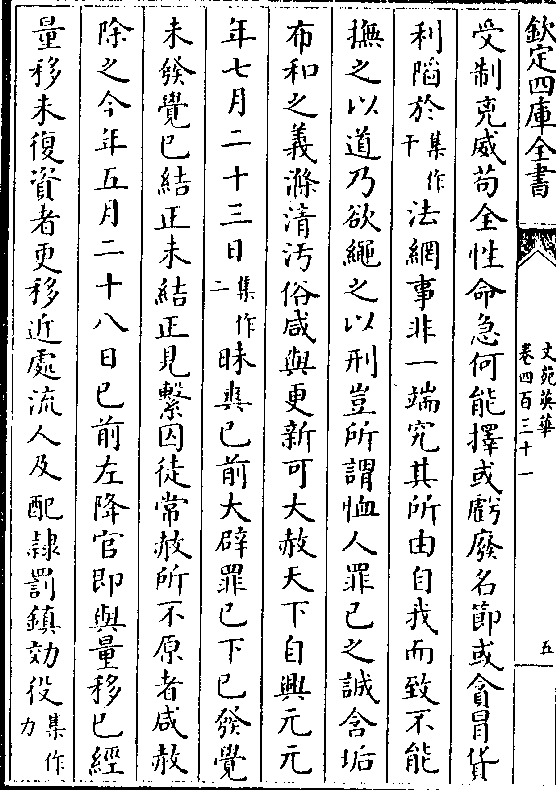 欽定四庫全書
文苑英華
卷四百三十一
五
受制兇威苟全性命急何能擇或虧廢名節或貪冒貨
利陷於集作干法網事非一端究其所由自我而致不能
撫之以道乃欲繩之以刑豈所謂恤人罪已之誠含垢
布和之義滌清汚俗咸與更新可大赦天下自興元元
年七月二十三日集作二昧爽已前大辟罪已下已發覺
未發覺已結正未結正見繫囚徒常赦所不原者咸赦
除之今年五月二十八日已前左降官即與量移已經
量移未復資者更移近處流人及配隷罰鎮効役集作力